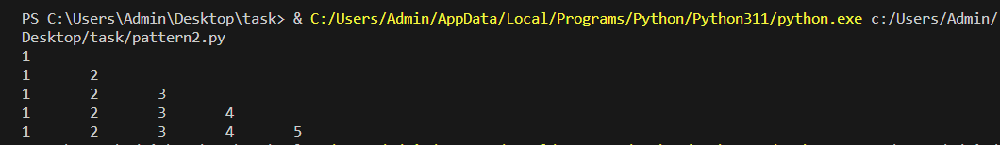 PS C:\Users\Admin\Desktop\task> & C:/Users/Admin/AppData/Local/Programs/Python/Python311/python.exe c:/Users/Admin/
Desktop/task/pattern2.py
1
1 2
1 2 3
1 2 3 4
1 2 3 4 5